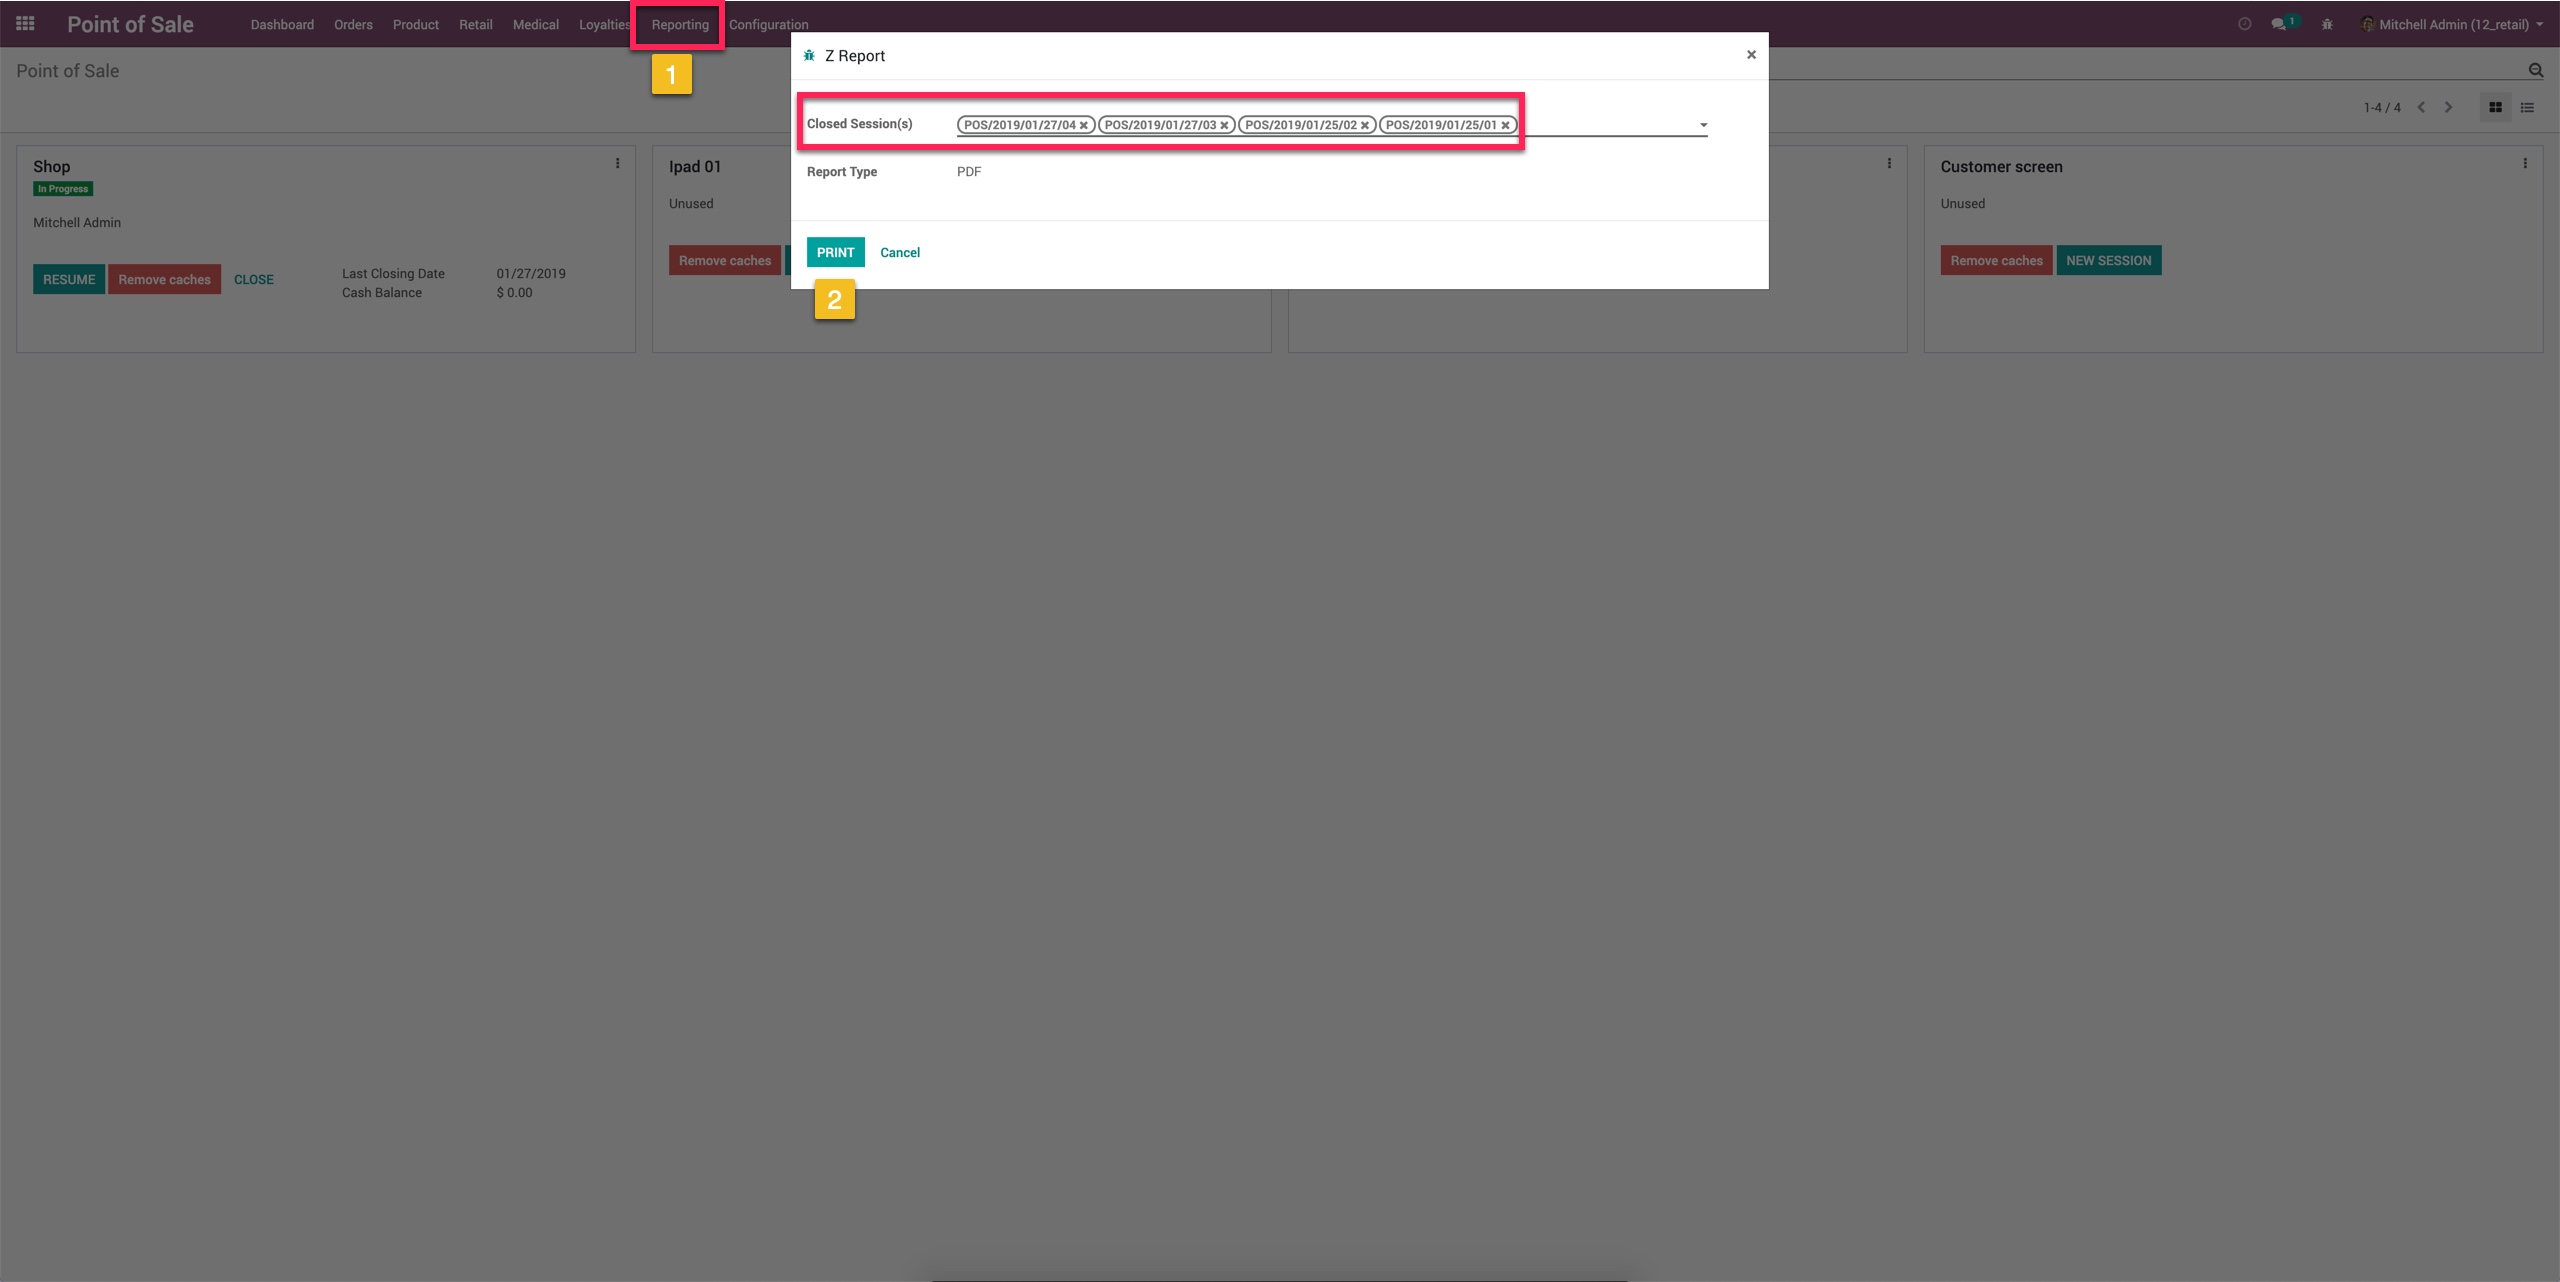 Point of Sale Dashboard Orders Product Retail Medical Loyalties Reporting Configuration 1 Mitchell Admin (12_retail)
Point of Sale
1
Z Report
Closed Session(s) POS/2019/01/27/04 POS/2019/01/27/03 POS/2019/01/25/02 POS/2019/01/25/01
Report Type PDF
PRINT Cancel
2
1-4 / 4
Shop
In Progress
Mitchell Admin
RESUME Remove caches CLOSE
Last Closing Date 01/27/2019
Cash Balance $ 0.00
Ipad 01
Unused
Remove caches
Customer screen
Unused
Remove caches NEW SESSION